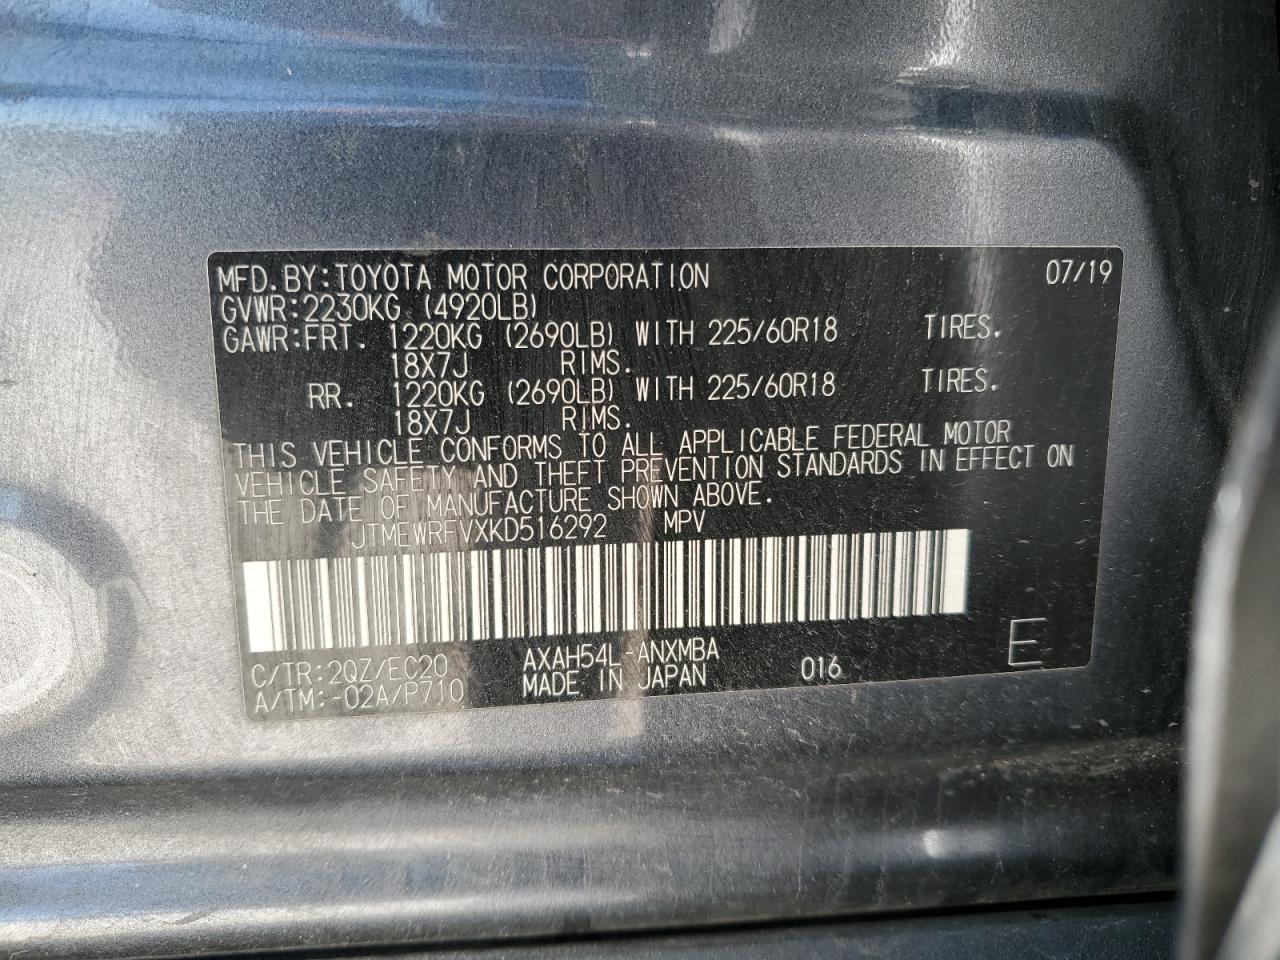 MFD.BY:TOYOTA MOTOR CORPORATION 07/19
GVWR:2230KG (4920LB)
GAWR:FRT. 1220KG (2690LB) WITH 225/60R18 TIRES.
18X7J RIMS.
RR. 1220KG (2690LB) WITH 225/60R18 TIRES.
18X7J RIMS.
THIS VEHICLE CONFORMS TO ALL APPLICABLE FEDERAL MOTOR
VEHICLE SAFETY AND THEFT PREVENTION STANDARDS IN EFFECT ON
THE DATE OF MANUFACTURE SHOWN ABOVE.
JTMEWRFVXKD516292 MPV
C/TR:2QZ/EC20 AXAH54L-ANXMBA 016 E
A/TM:-02A/P710 MADE IN JAPAN